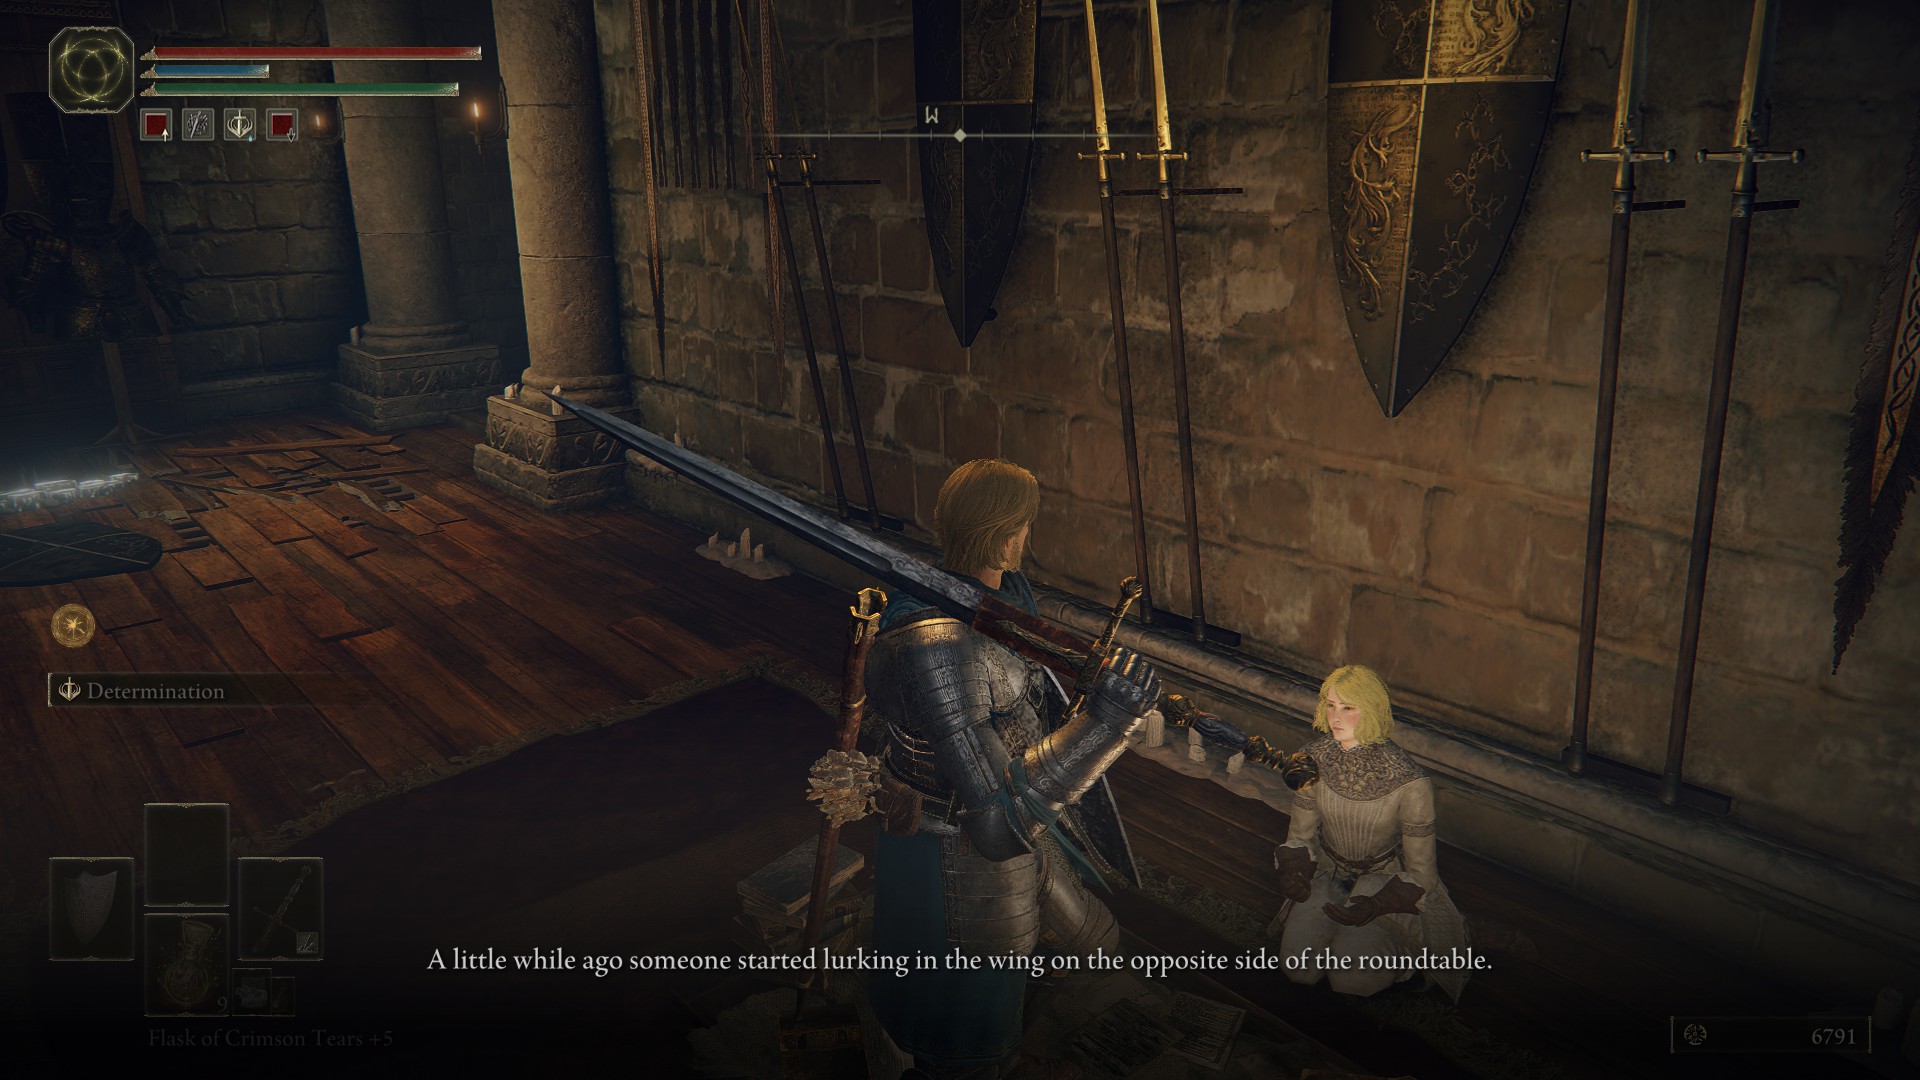 W
Determination
A little while ago someone started lurking in the wing on the opposite side of the roundtable.
9
Flask of Crimson Tears +5
6791